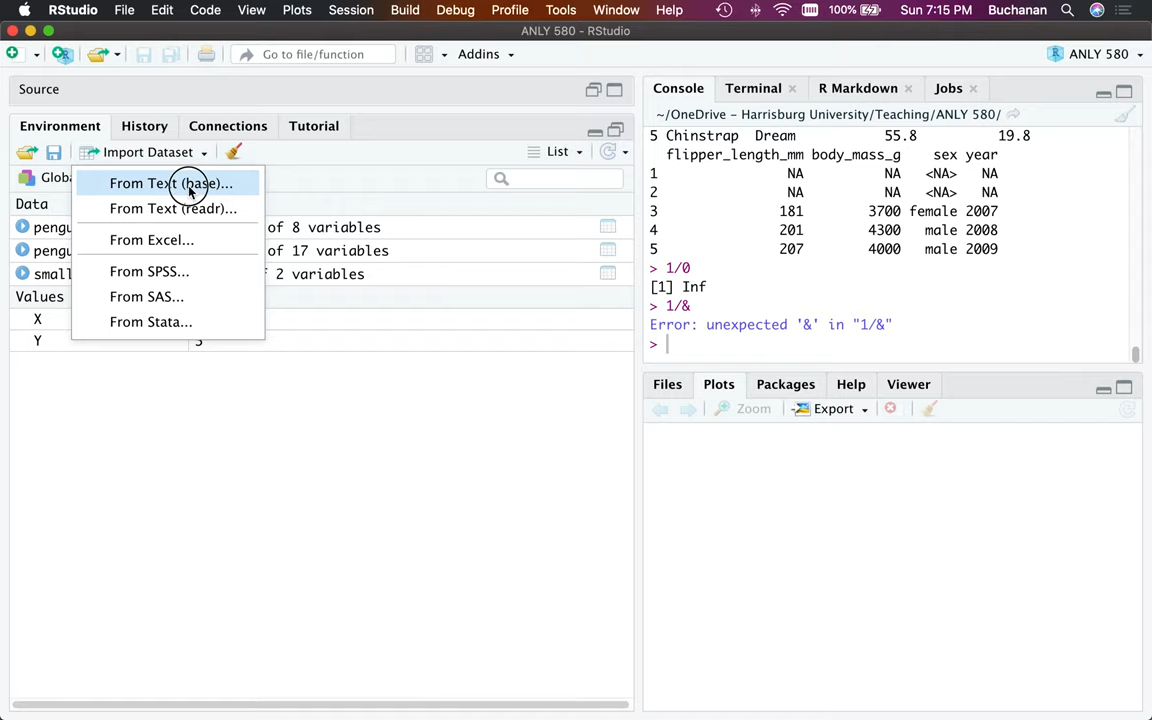 RStudio File Edit Code View Plots Session Build Debug Profile Tools Window Help 100% Sun 7:15 PM Buchanan
ANLY 580 - RStudio
Go to file/function Addins ANLY 580
Source
Environment History Connections Tutorial
Import Dataset List
From Text (base)...
From Text (readr)...
From Excel...
From SPSS...
From SAS...
From Stata...
Globa
Data
pengu of 8 variables
pengu of 17 variables
small 2 variables
Values
X
Y 5
Console Terminal R Markdown Jobs
~/OneDrive - Harrisburg University/Teaching/ANLY 580/
5 Chinstrap Dream 55.8 19.8
flipper_length_mm body_mass_g sex year
1 NA NA <NA> NA
2 NA NA <NA> NA
3 181 3700 female 2007
4 201 4300 male 2008
5 207 4000 male 2009
> 1/0
[1] Inf
> 1/&
Error: unexpected '&' in "1/&"
>
Files Plots Packages Help Viewer
Zoom Export